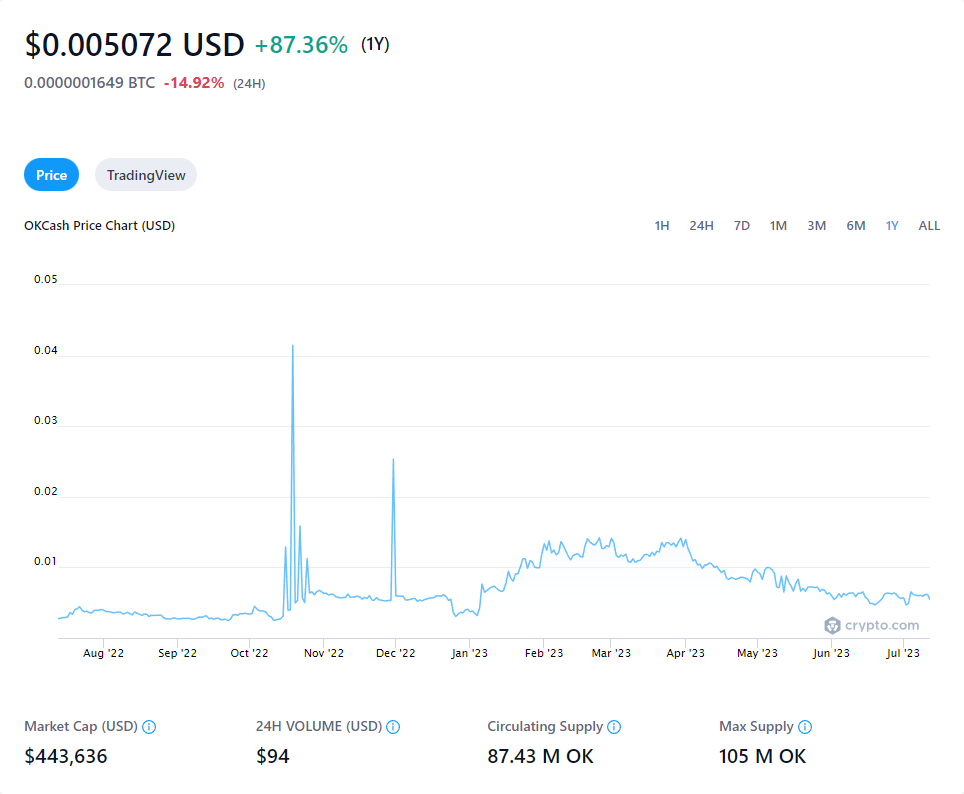 $0.005072 USD +87.36% (1Y)
0.0000001649 BTC -14.92% (24H)
Price TradingView
OKCash Price Chart (USD) 1H 24H 7D 1M 3M 6M 1Y ALL
0.05
0.04
0.03
0.02
0.01
crypto.com
Aug '22 Sep '22 Oct '22 Nov '22 Dec '22 Jan '23 Feb '23 Mar '23 Apr '23 May '23 Jun '23 Jul '23
Market Cap (USD) 24H VOLUME (USD) Circulating Supply Max Supply
$443,636 $94 87.43 M OK 105 M OK